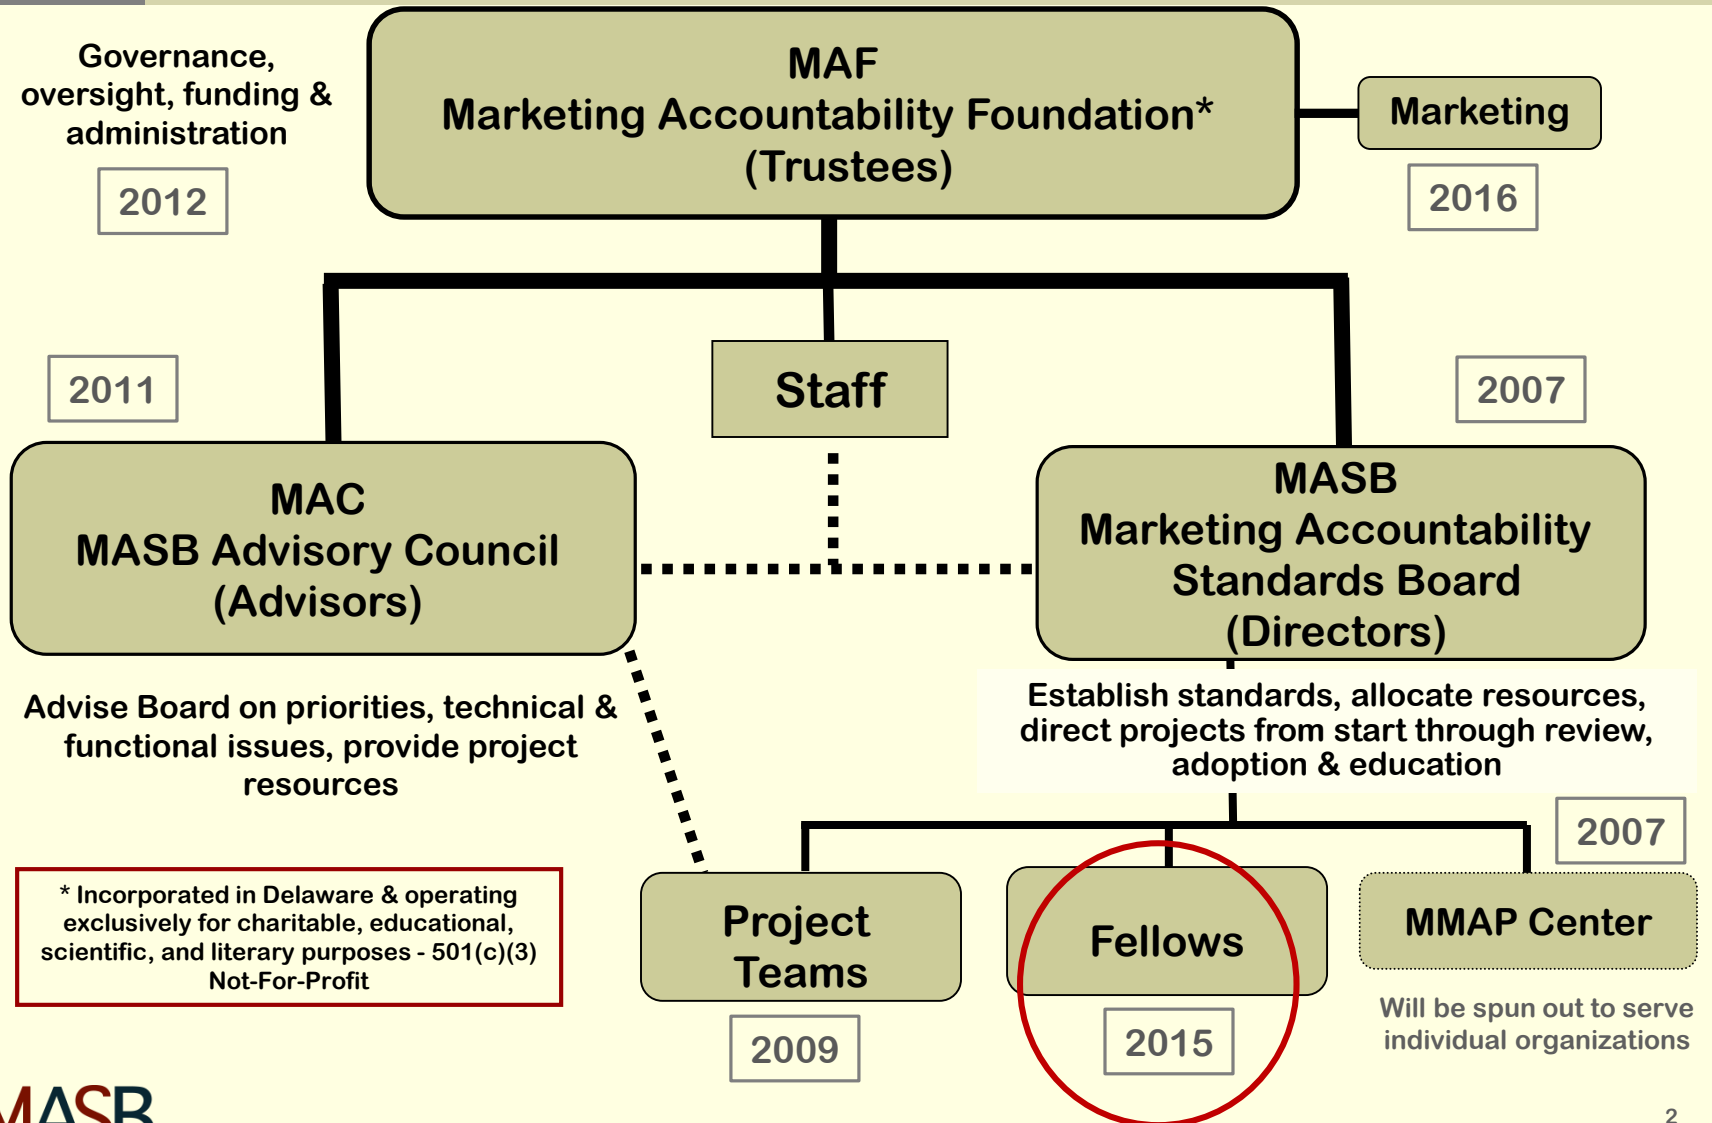 Governance,
oversight, funding &
administration
2012
MAF
Marketing Accountability Foundation*
(Trustees)
Marketing
2016
2011
Staff
2007
MAC
MASB Advisory Council
(Advisors)
MASB
Marketing Accountability
Standards Board
(Directors)
Advise Board on priorities, technical &
functional issues, provide project
resources
Establish standards, allocate resources,
direct projects from start through review,
adoption & education
2007
* Incorporated in Delaware & operating
exclusively for charitable, educational,
scientific, and literary purposes - 501(c)(3)
Not-For-Profit
Project
Teams
2009
Fellows
2015
MMAP Center
Will be spun out to serve
individual organizations
MASB
2